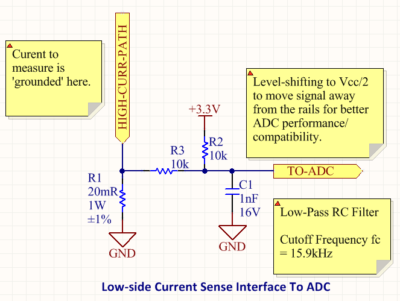 Curent to
measure is
'grounded' here.
HIGH-CURR-PATH
Level-shifting to Vcc/2
to move signal away
from the rails for better
ADC performance/
compatibility.
+3.3V
R3
10k
R2
10k
TO-ADC
R1
20mR
1W
±1%
C1
1nF
16V
GND
GND
Low-Pass RC Filter
Cutoff Frequency fc
= 15.9kHz
Low-side Current Sense Interface To ADC